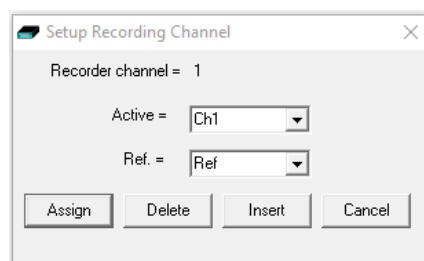 Setup Recording Channel
Recorder channel = 1
Active = Ch1
Ref. = Ref
Assign Delete Insert Cancel